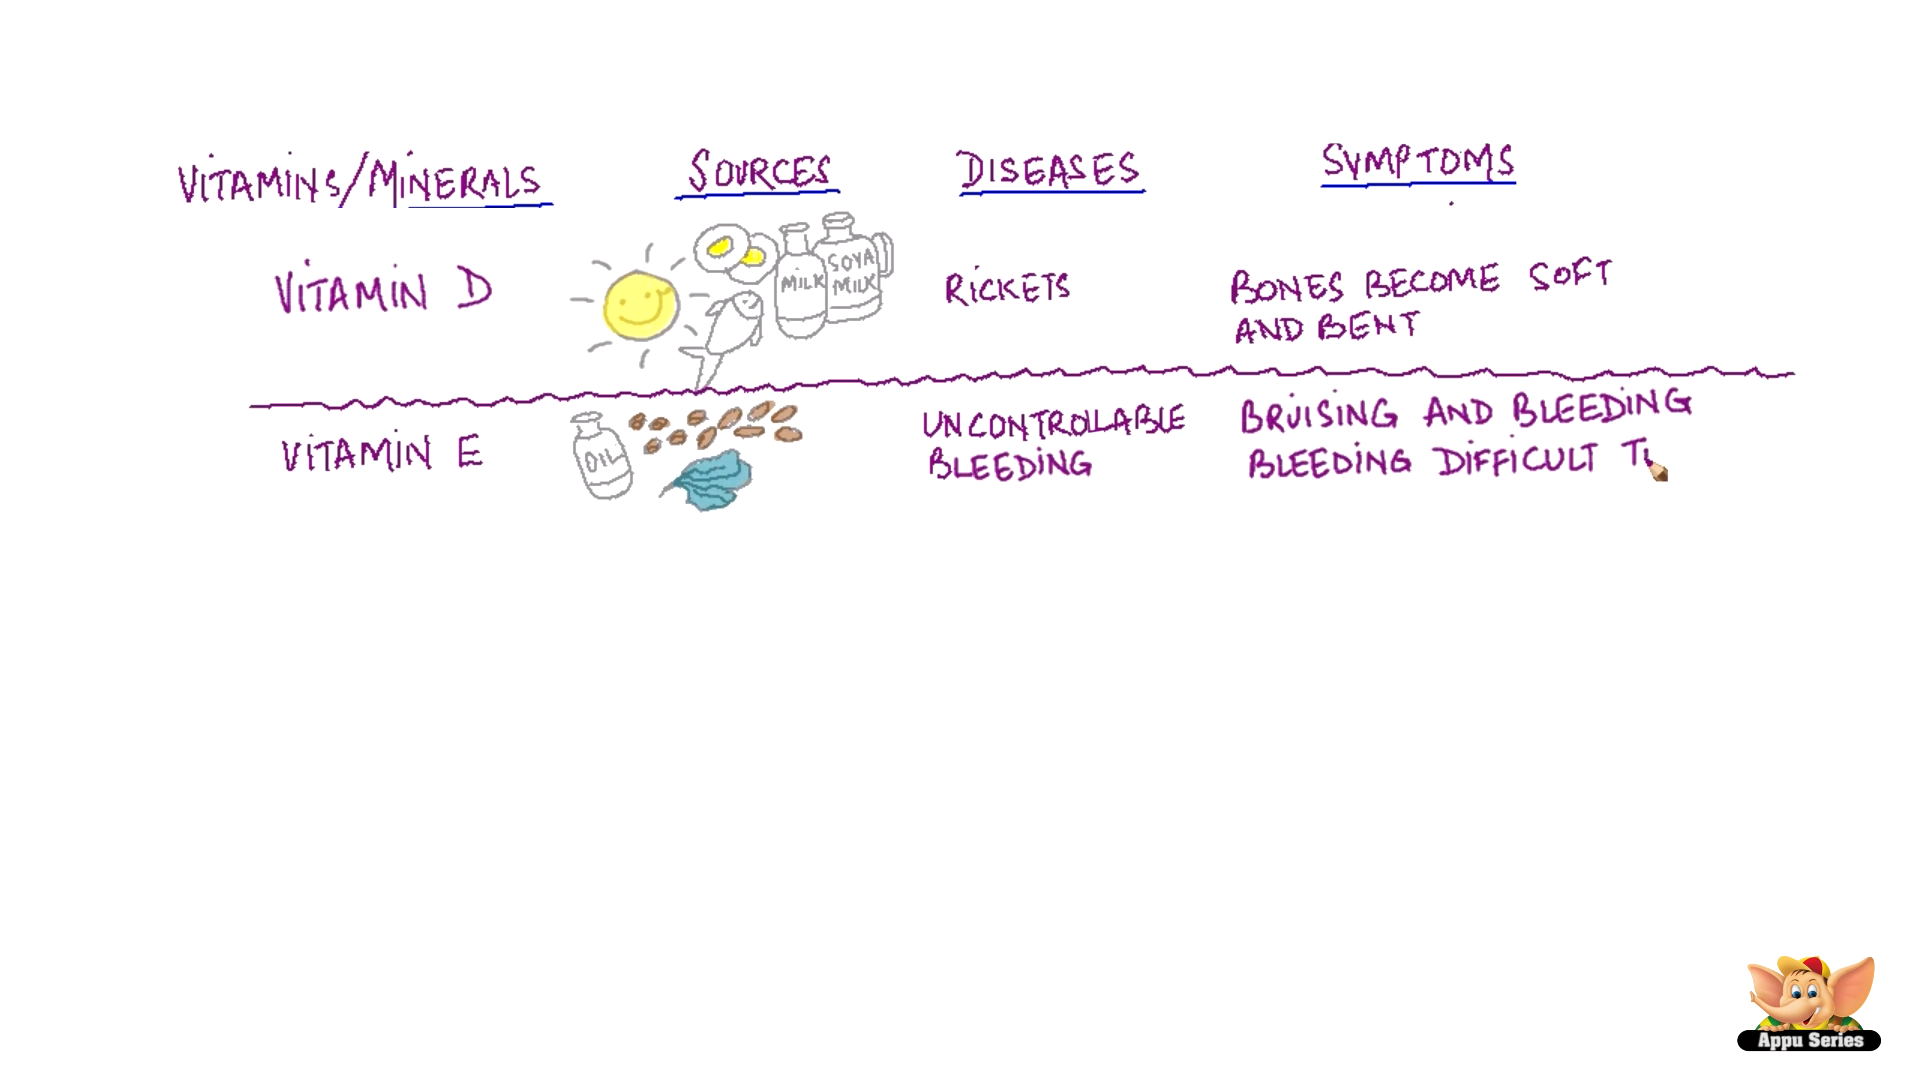 VITAMINS/MINERALS SOURCES DISEASES SYMPTOMS
VITAMIN D MILK SOYA MILK RICKETS BONES BECOME SOFT
AND BENT
VITAMIN E OIL UNCONTROLLABLE BLEEDING BRUISING AND BLEEDING
BLEEDING DIFFICULT
Appu Series